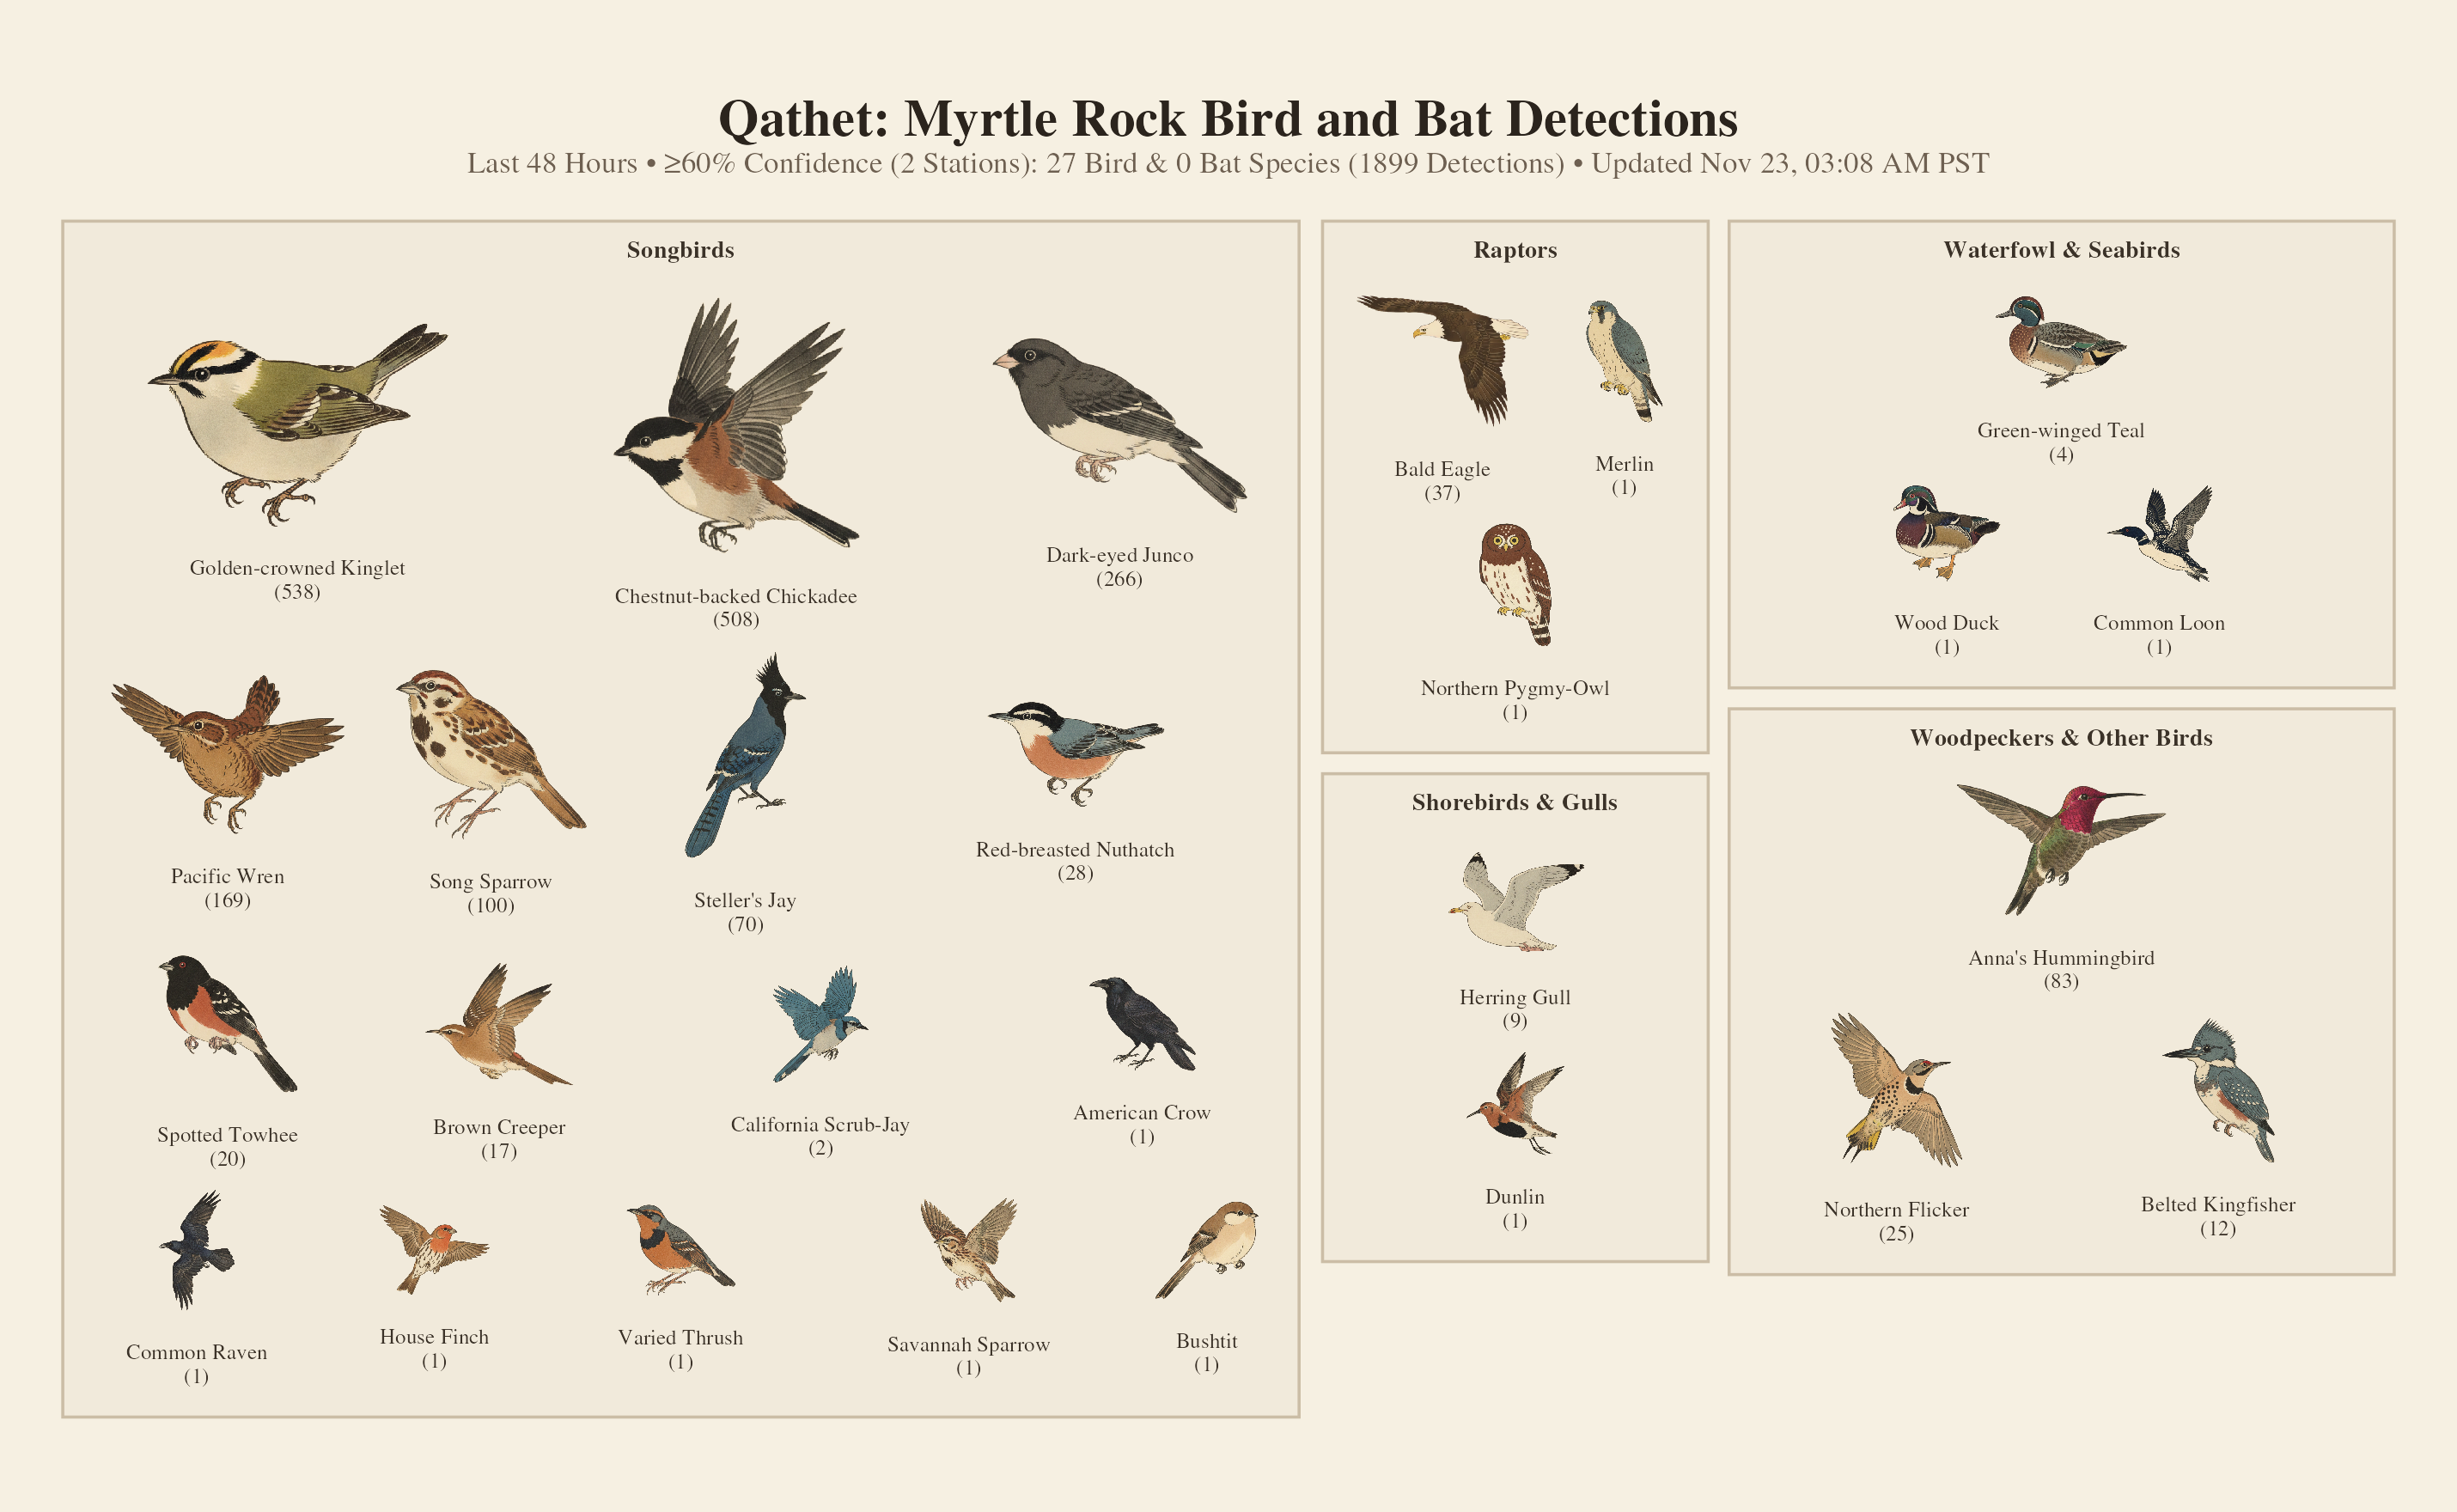 Qathet: Myrtle Rock Bird and Bat Detections
Last 48 Hours • ≥60% Confidence (2 Stations): 27 Bird & 0 Bat Species (1899 Detections) • Updated Nov 23, 03:08 AM PST
Songbirds
Golden-crowned Kinglet
(538)
Chestnut-backed Chickadee
(508)
Dark-eyed Junco
(266)
Pacific Wren
(169)
Song Sparrow
(100)
Steller's Jay
(70)
Red-breasted Nuthatch
(28)
Spotted Towhee
(20)
Brown Creeper
(17)
California Scrub-Jay
(2)
American Crow
(1)
Common Raven
(1)
House Finch
(1)
Varied Thrush
(1)
Savannah Sparrow
(1)
Bushtit
(1)
Raptors
Bald Eagle
(37)
Merlin
(1)
Northern Pygmy-Owl
(1)
Shorebirds & Gulls
Herring Gull
(9)
Dunlin
(1)
Waterfowl & Seabirds
Green-winged Teal
(4)
Wood Duck
(1)
Common Loon
(1)
Woodpeckers & Other Birds
Anna's Hummingbird
(83)
Northern Flicker
(25)
Belted Kingfisher
(12)